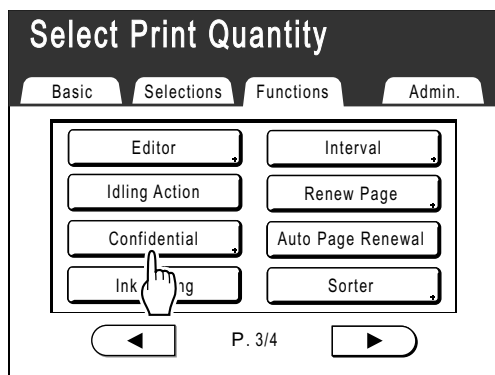 Select Print Quantity
Basic Selections Functions Admin.
Editor Interval
Idling Action Renew Page
Confidential Auto Page Renewal
Ink Sorter
P. 3/4